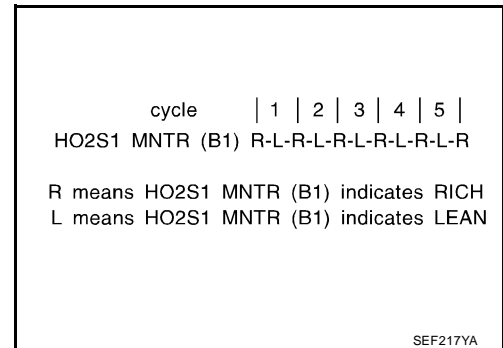 cycle | 1 | 2 | 3 | 4 | 5 |
HO2S1 MNTR (B1) R-L-R-L-R-L-R-L-R-L-R
R means HO2S1 MNTR (B1) indicates RICH
L means HO2S1 MNTR (B1) indicates LEAN
SEF217YA